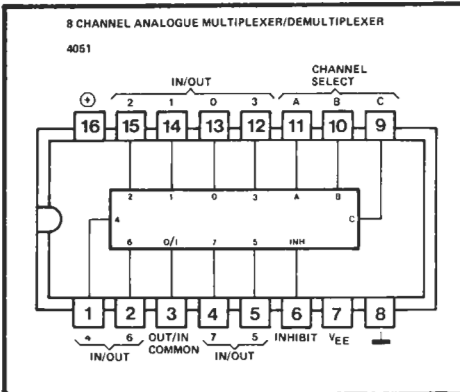 8 CHANNEL ANALOGUE MULTIPLEXER/DEMULTIPLEXER
4051
IN/OUT
CHANNEL
SELECT
2 1 0 3 A B C
16 15 14 13 12 11 10 9
2 1 0 3 A B
4 C
6 O/I 7 5 INH
1 2 3 4 5 6 7 8
4 6 OUT/IN 7 5 INHIBIT VEE
IN/OUT COMMON IN/OUT